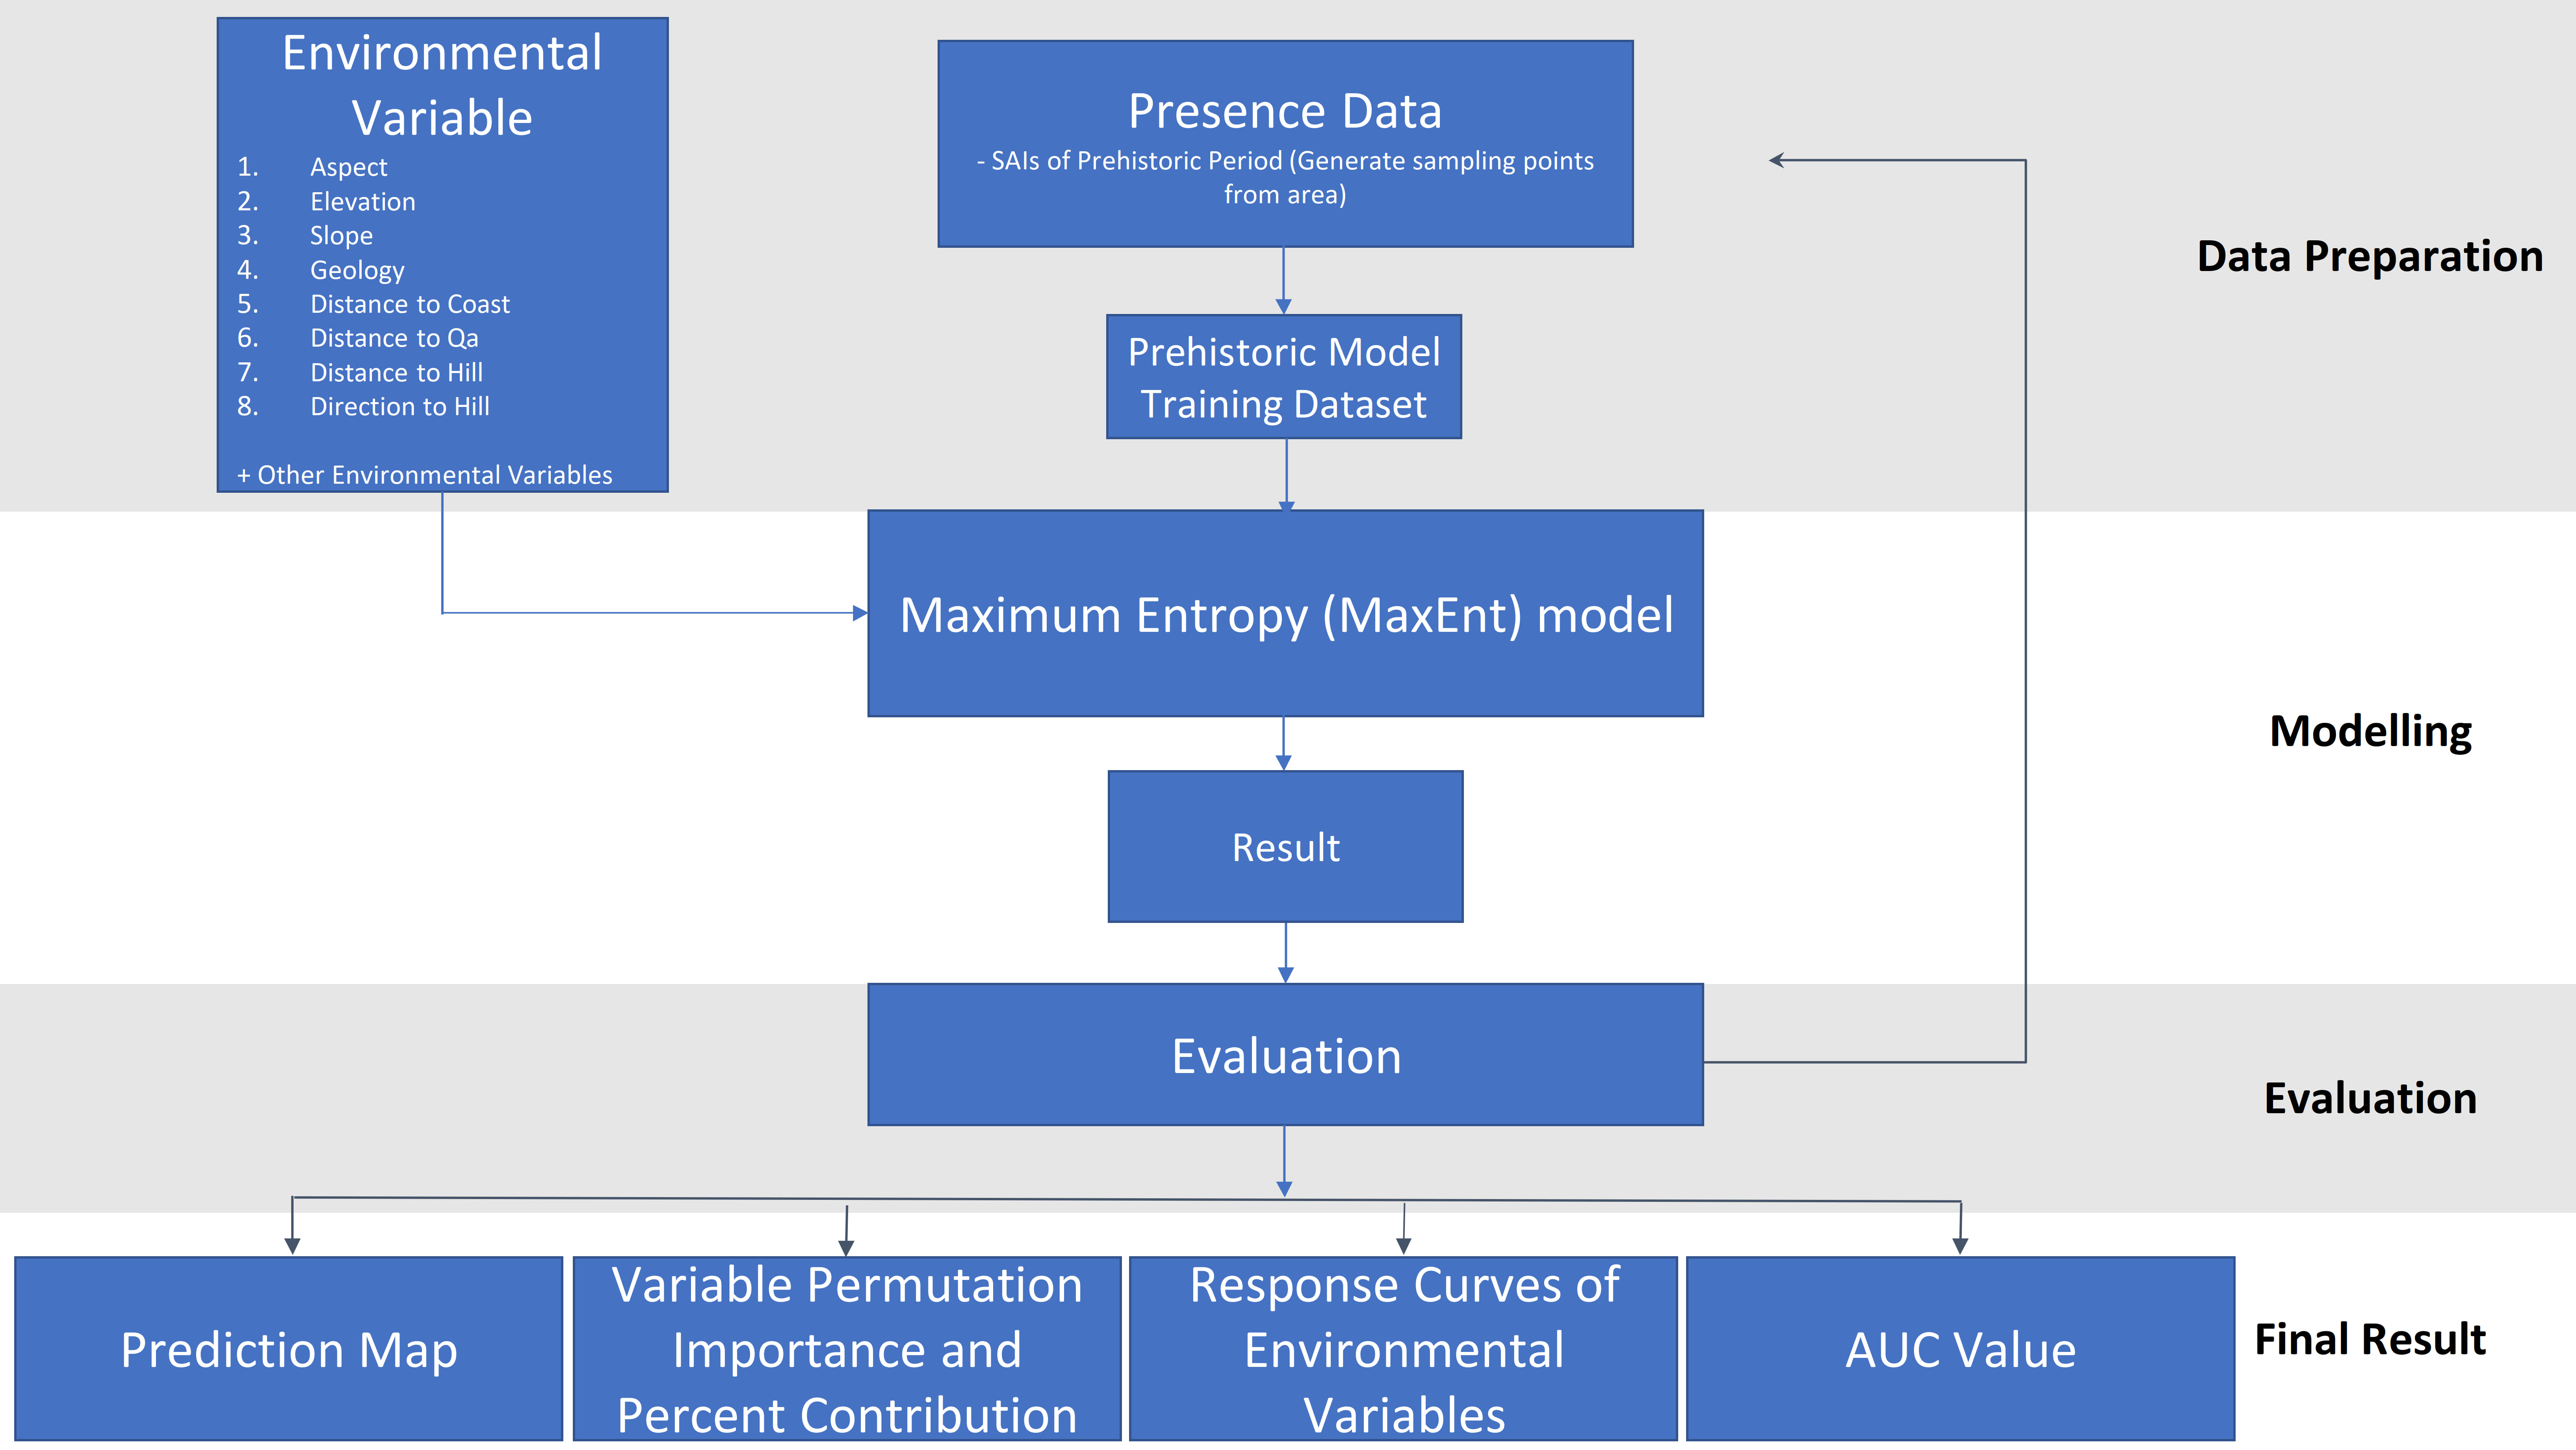 Environmental
Variable
1. Aspect
2. Elevation
3. Slope
4. Geology
5. Distance to Coast
6. Distance to Qa
7. Distance to Hill
8. Direction to Hill
+ Other Environmental Variables
Presence Data
- SAIs of Prehistoric Period (Generate sampling points
from area)
Prehistoric Model
Training Dataset
Data Preparation
Maximum Entropy (MaxEnt) model
Result
Modelling
Evaluation
Evaluation
Prediction Map
Variable Permutation
Importance and
Percent Contribution
Response Curves of
Environmental
Variables
AUC Value
Final Result